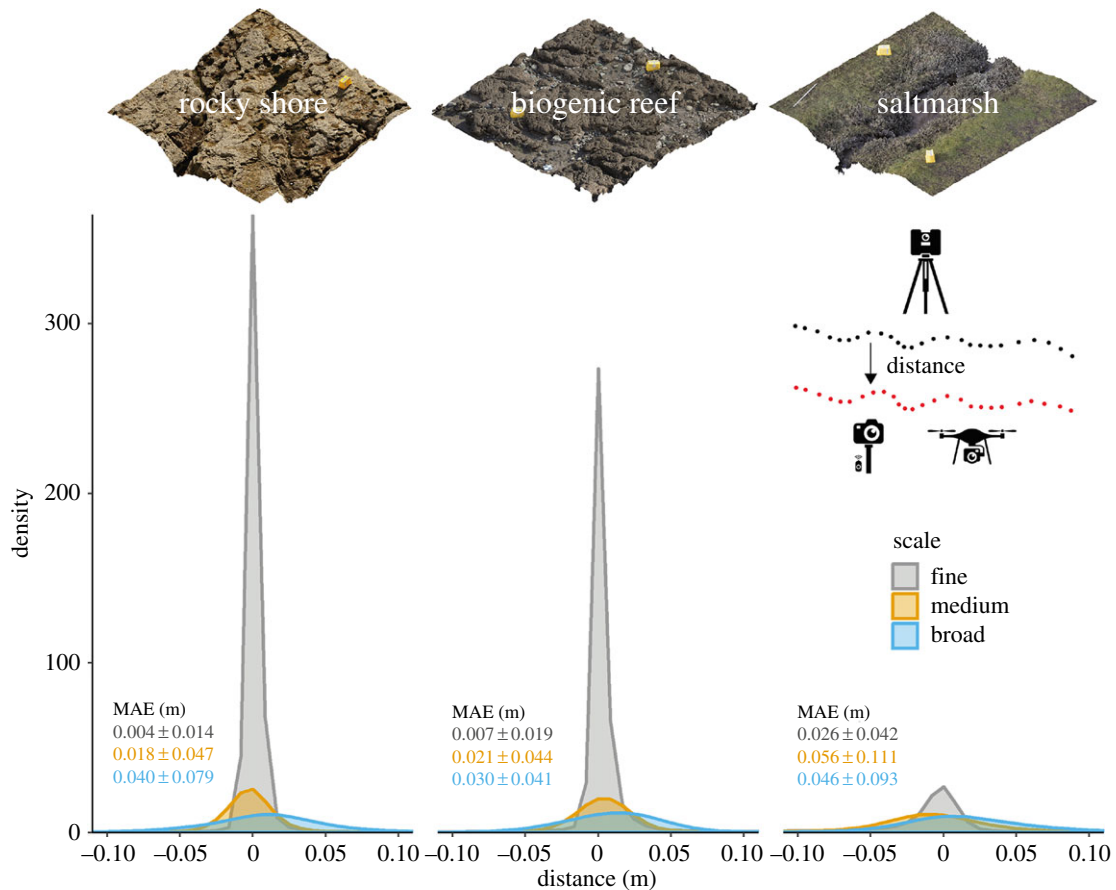 rocky shore
biogenic reef
saltmarsh
distance
scale
fine
medium
broad
density
300
200
100
0
MAE (m)
0.004 ± 0.014
0.018 ± 0.047
0.040 ± 0.079
MAE (m)
0.007 ± 0.019
0.021 ± 0.044
0.030 ± 0.041
MAE (m)
0.026 ± 0.042
0.056 ± 0.111
0.046 ± 0.093
–0.10 –0.05 0 0.05 0.10
–0.10 –0.05 0 0.05 0.10
–0.10 –0.05 0 0.05 0.10
distance (m)